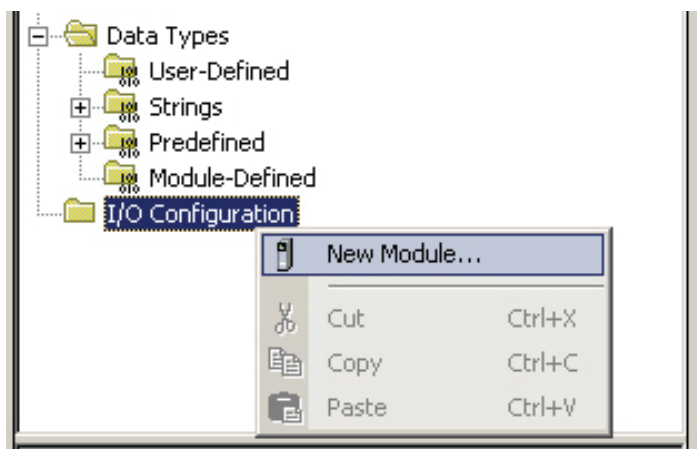 Data Types
User-Defined
Strings
Predefined
Module-Defined
I/O Configuration
New Module...
Cut Ctrl+X
Copy Ctrl+C
Paste Ctrl+V